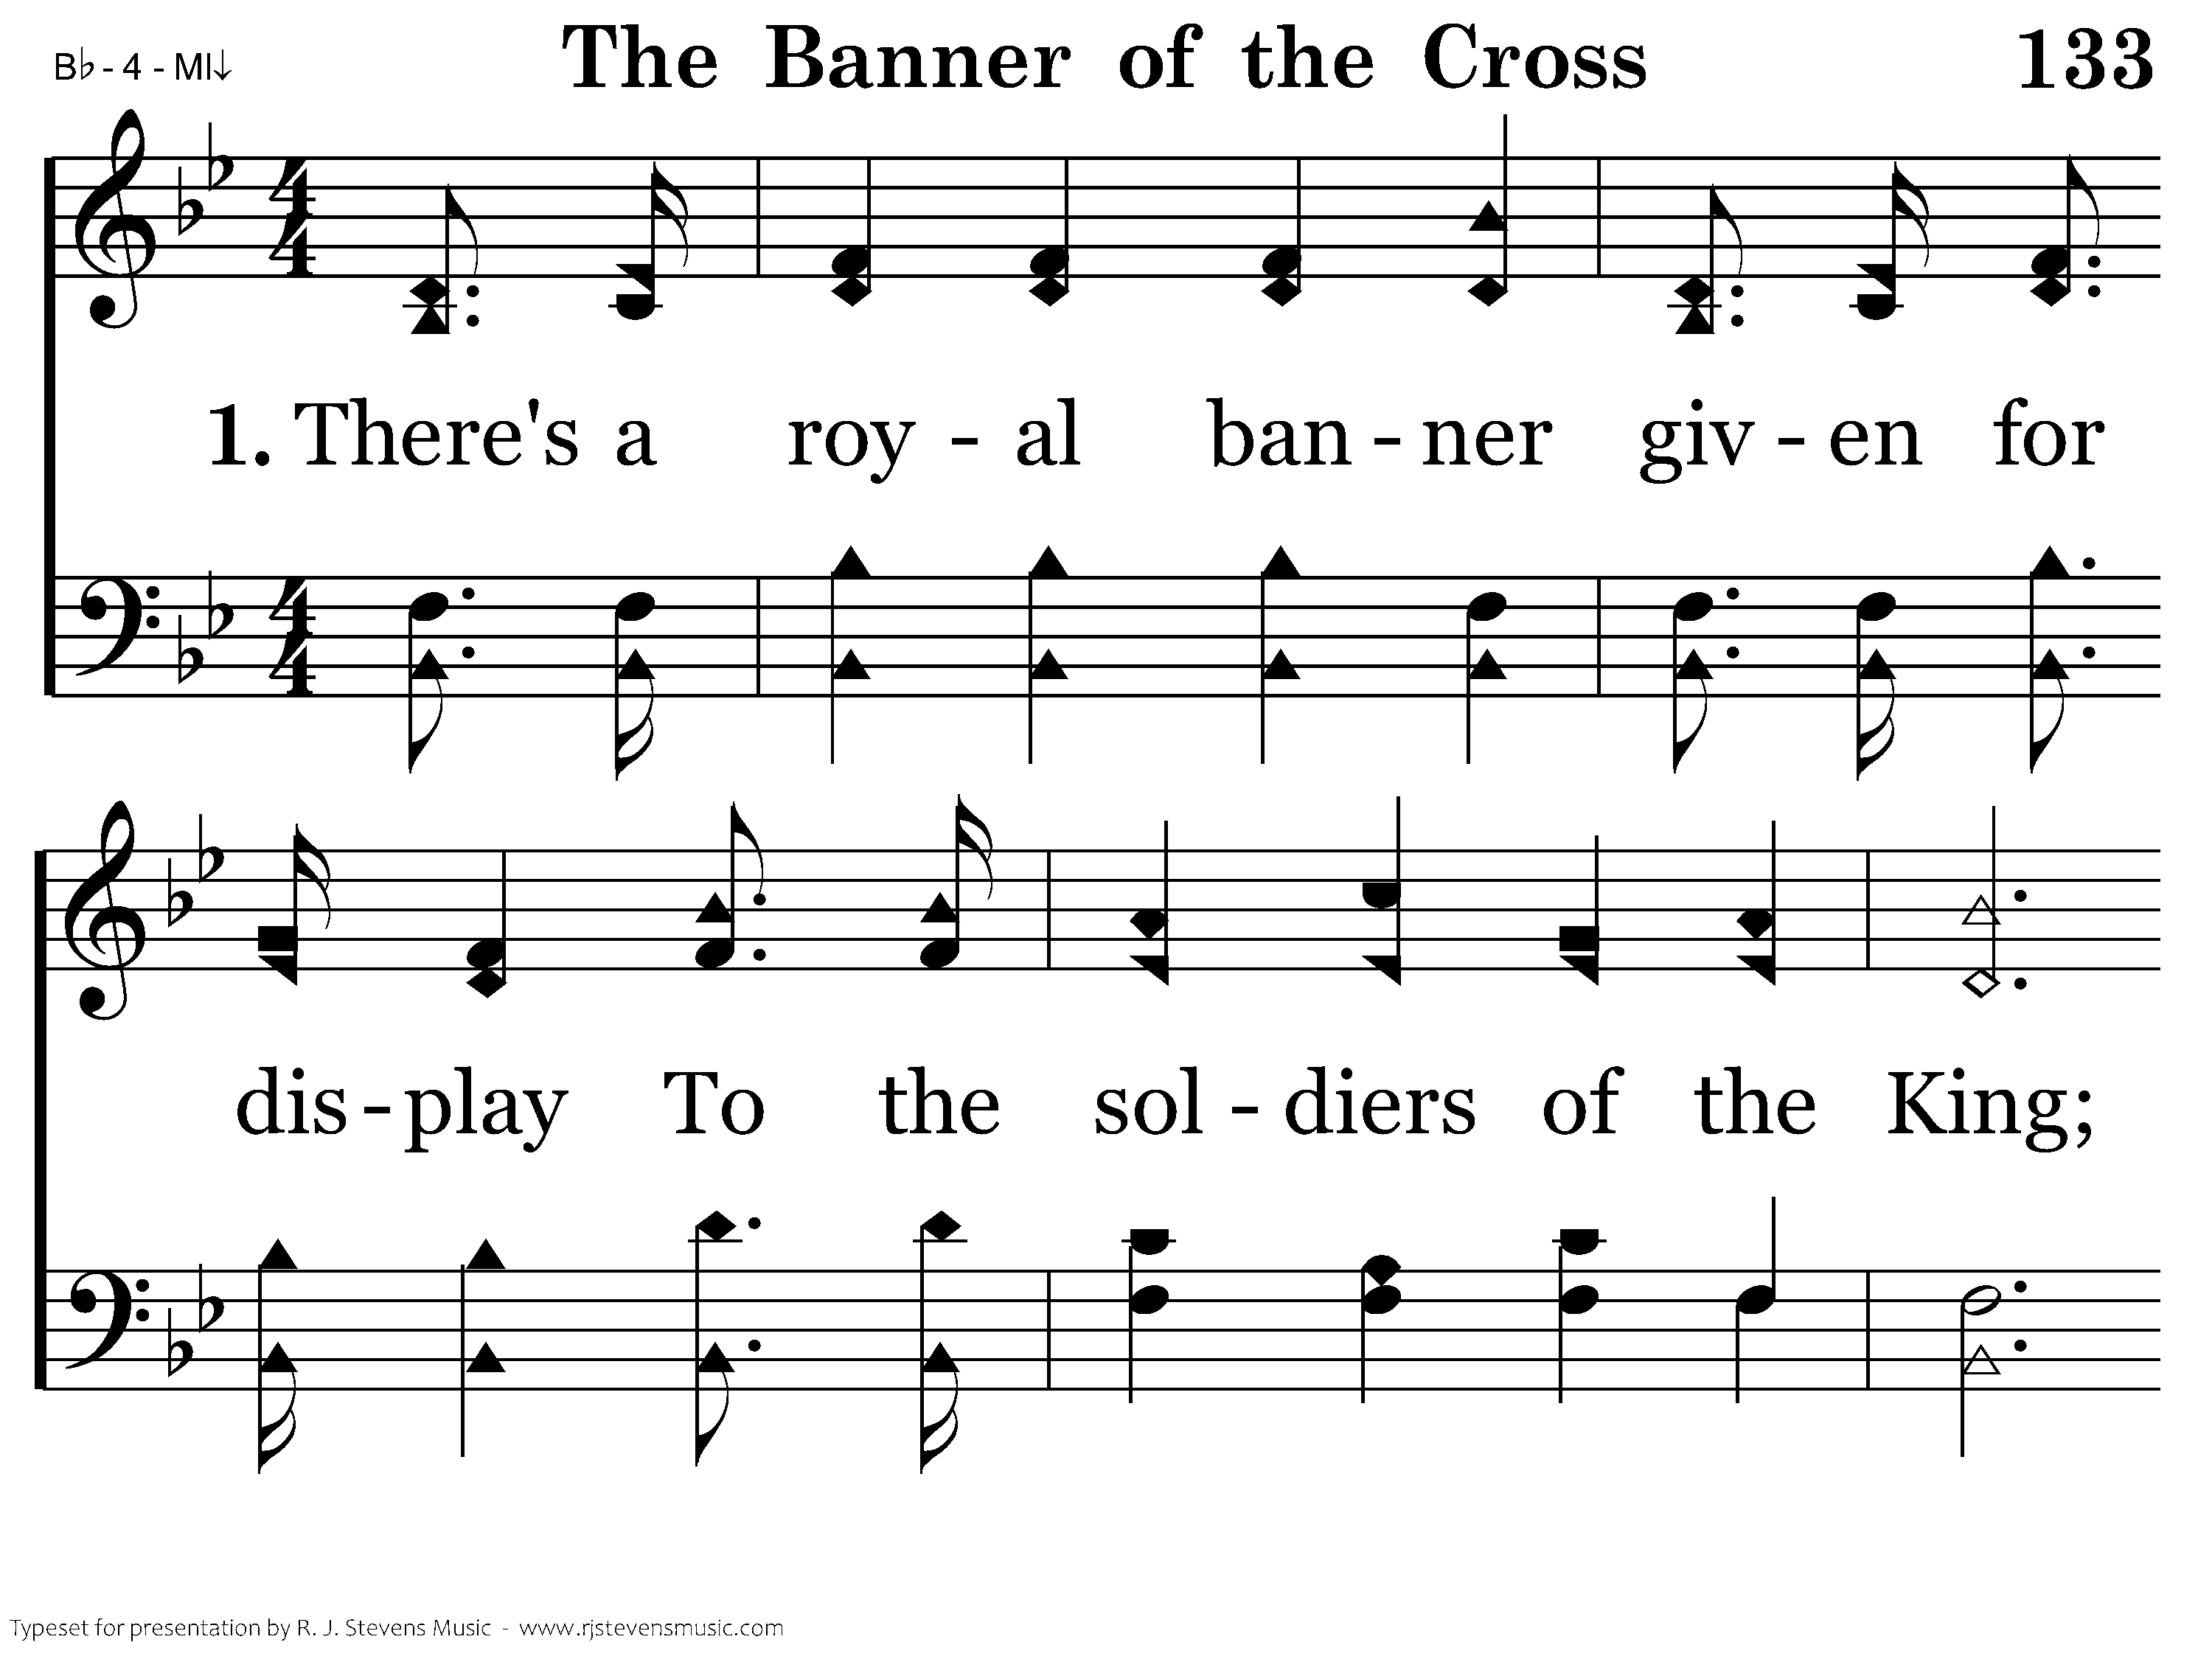 B♭ - 4 - MI↓ The Banner of the Cross 133
1. There's a roy - al ban - ner giv - en for
dis - play To the sol - diers of the King;
Typeset for presentation by R. J. Stevens Music - www.rjstevensmusic.com